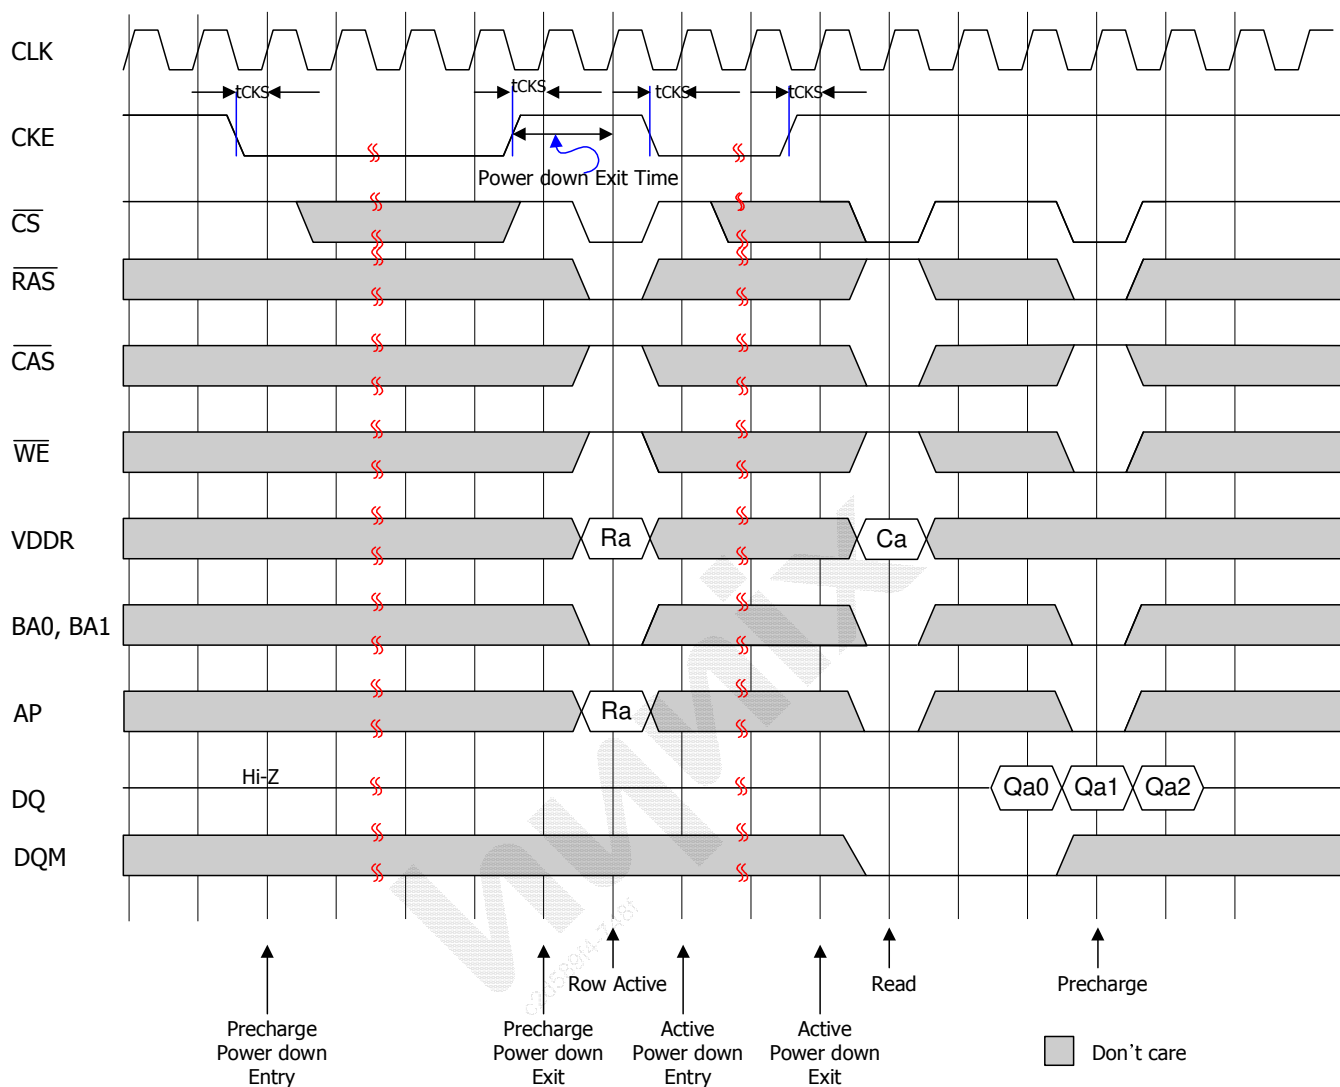 CLK
tCKS
tCKS
tCKS
tCKS
CKE
Power down Exit Time
CS
RAS
CAS
WE
VDDR
Ra
Ca
BA0, BA1
AP
Ra
Hi-Z
DQ
Qa0
Qa1
Qa2
DQM
Row Active
Read
Precharge
Precharge
Power down
Entry
Precharge
Power down
Exit
Active
Power down
Entry
Active
Power down
Exit
Don't care